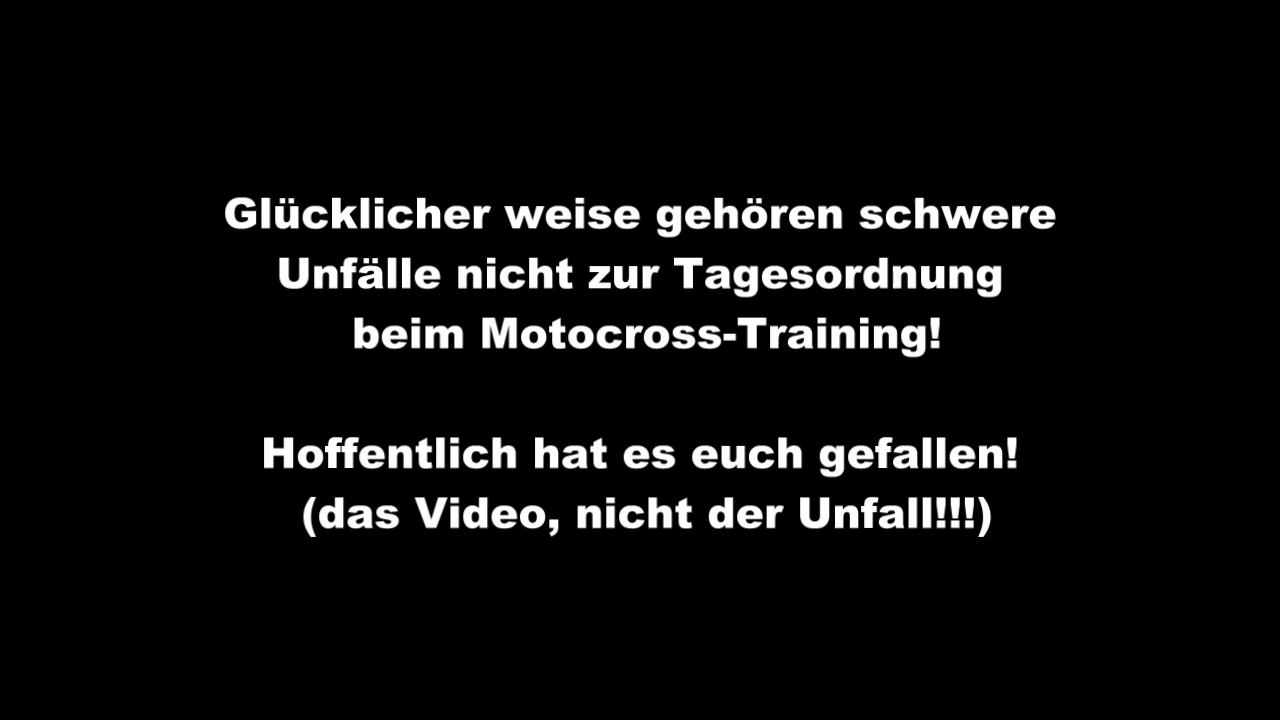 Glücklicher weise gehören schwere
Unfälle nicht zur Tagesordnung
beim Motocross-Training!
Hoffentlich hat es euch gefallen!
(das Video, nicht der Unfall!!!)